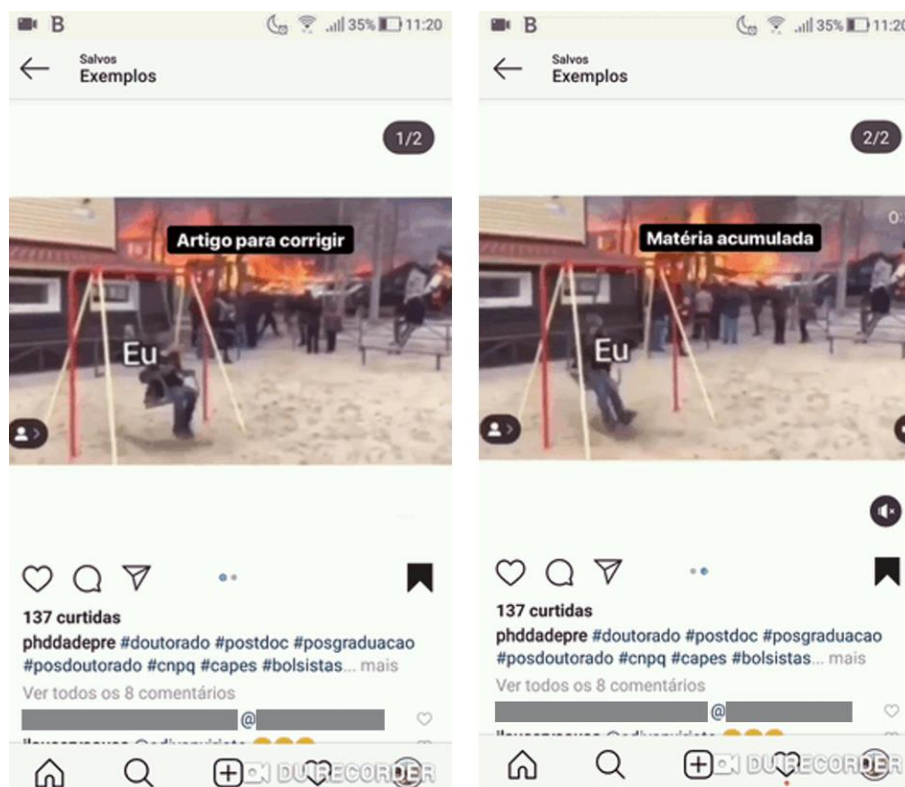 B 35% 11:20
Salvos
Exemplos
1/2
Artigo para corrigir
Eu
137 curtidas
phddadepre #doutorado #postdoc #posgraduacao
#posdoutorado #cnpq #capes #bolsistas... mais
Ver todos os 8 comentários
@
DU RECORDER
B 35% 11:20
Salvos
Exemplos
2/2
Matéria acumulada
Eu
137 curtidas
phddadepre #doutorado #postdoc #posgraduacao
#posdoutorado #cnpq #capes #bolsistas... mais
Ver todos os 8 comentários
@
DU RECORDER